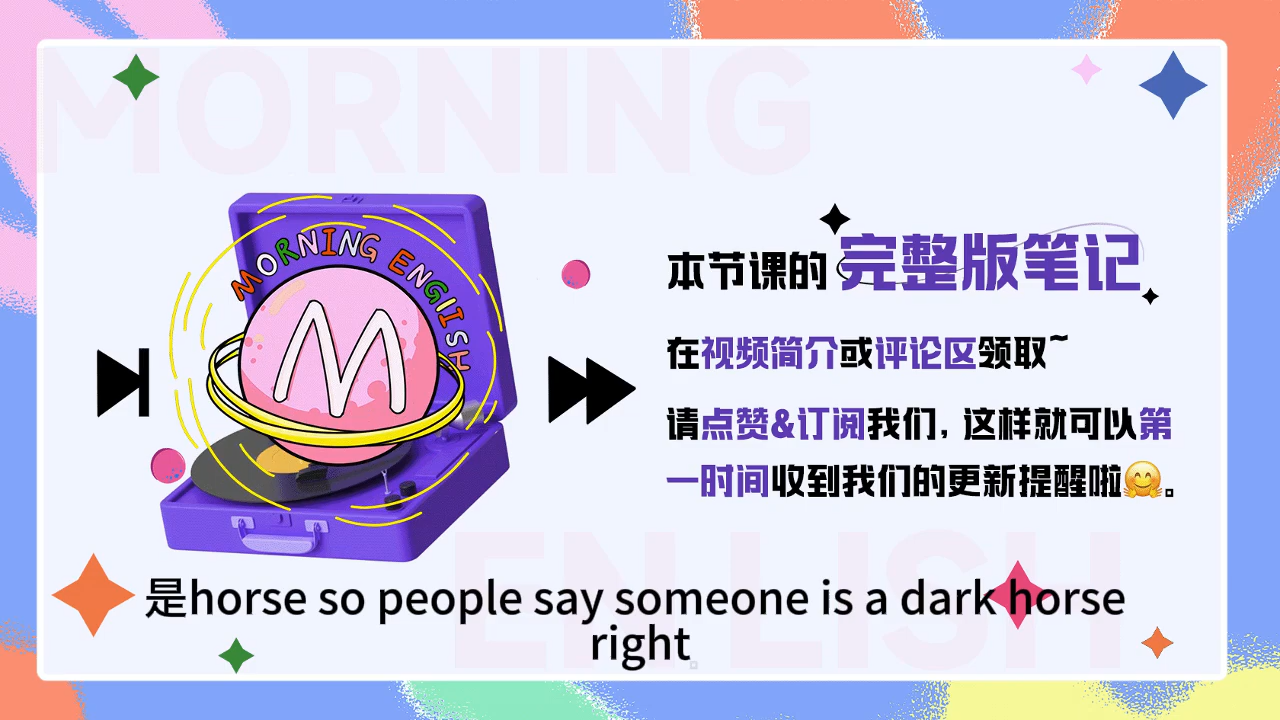 MORNING
MORNING ENGLISH
M
本节课的 完整版笔记
在视频简介或评论区领取~
请点赞&订阅我们, 这样就可以第
一时间收到我们的更新提醒啦🤗。
ENGLISH
是horse so people say someone is a dark horse
right